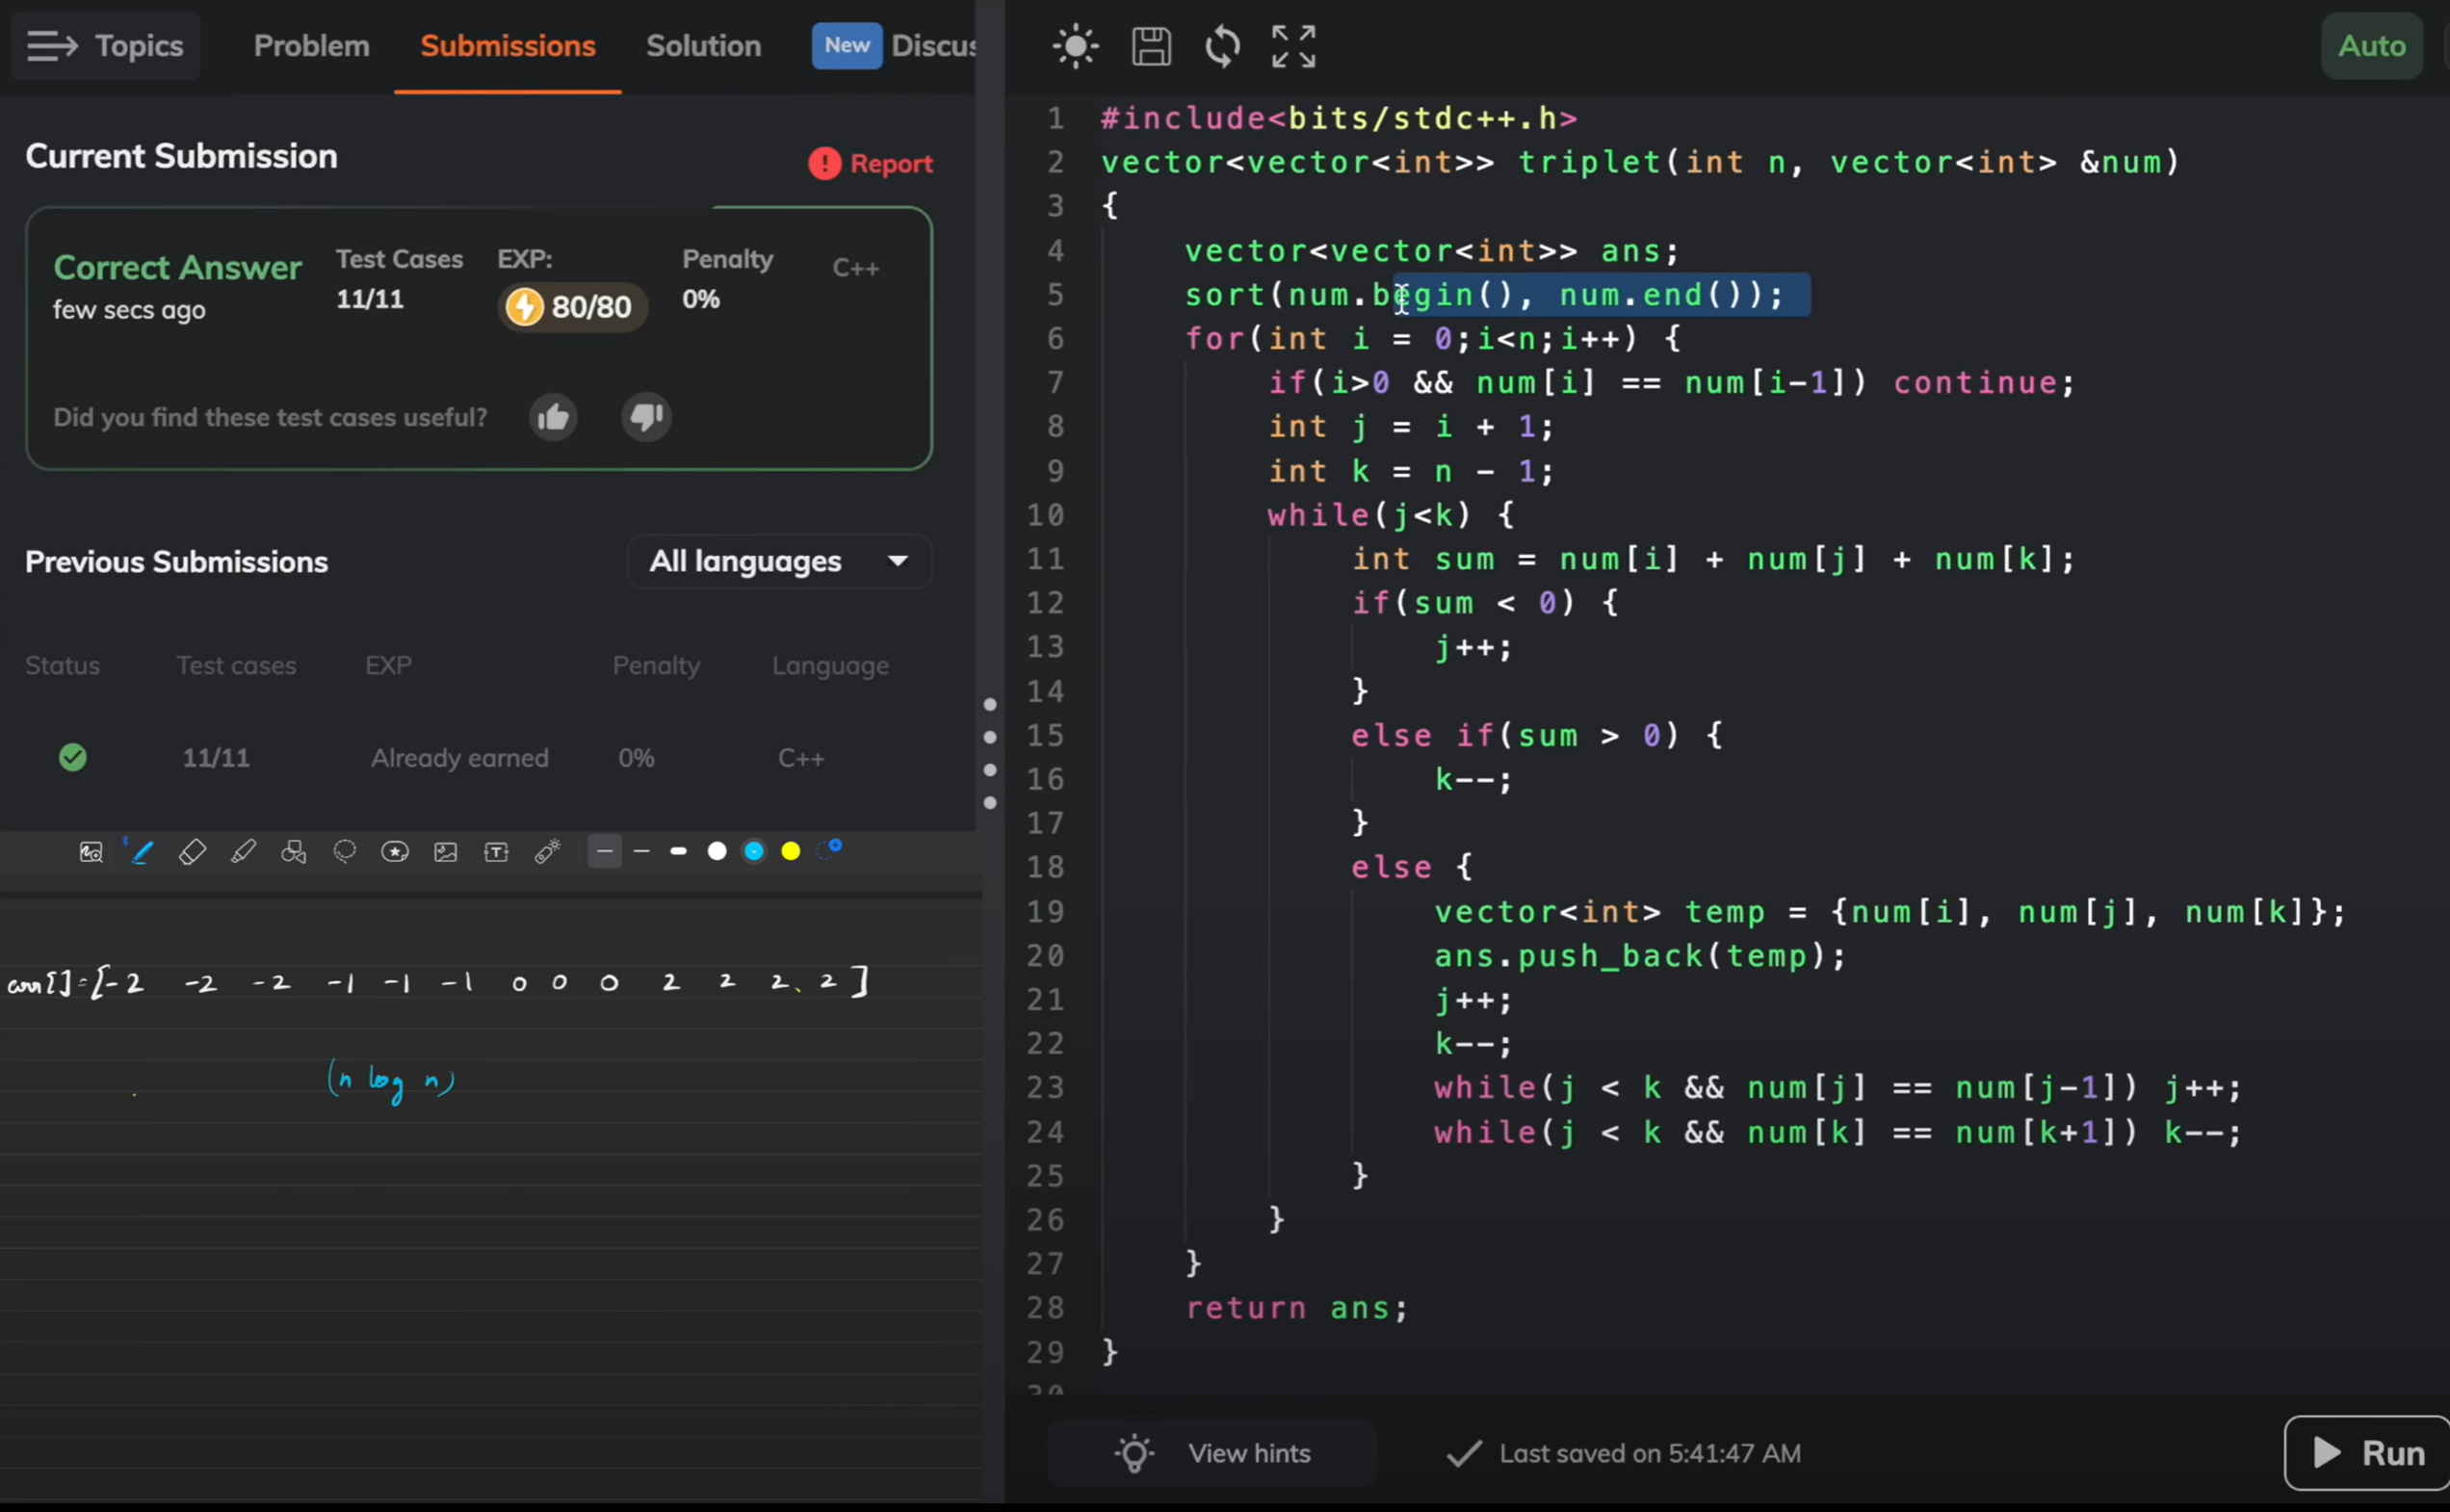 Topics Problem Submissions Solution New Discus
Current Submission
Report
Correct Answer
few secs ago
Test Cases
11/11
EXP:
80/80
Penalty
0%
C++
Did you find these test cases useful?
Previous Submissions
All languages
Status Test cases EXP Penalty Language
11/11 Already earned 0% C++
arr[]=[-2 -2 -2 -1 -1 -1 0 0 0 2 2 2 2]
(n log n)
Auto
1 #include<bits/stdc++.h>
2 vector<vector<int>> triplet(int n, vector<int> &num)
3 {
4 vector<vector<int>> ans;
5 sort(num.begin(), num.end());
6 for(int i = 0;i<n;i++) {
7 if(i>0 && num[i] == num[i-1]) continue;
8 int j = i + 1;
9 int k = n - 1;
10 while(j<k) {
11 int sum = num[i] + num[j] + num[k];
12 if(sum < 0) {
13 j++;
14 }
15 else if(sum > 0) {
16 k--;
17 }
18 else {
19 vector<int> temp = {num[i], num[j], num[k]};
20 ans.push_back(temp);
21 j++;
22 k--;
23 while(j < k && num[j] == num[j-1]) j++;
24 while(j < k && num[k] == num[k+1]) k--;
25 }
26 }
27 }
28 return ans;
29 }
30
View hints
Last saved on 5:41:47 AM
Run